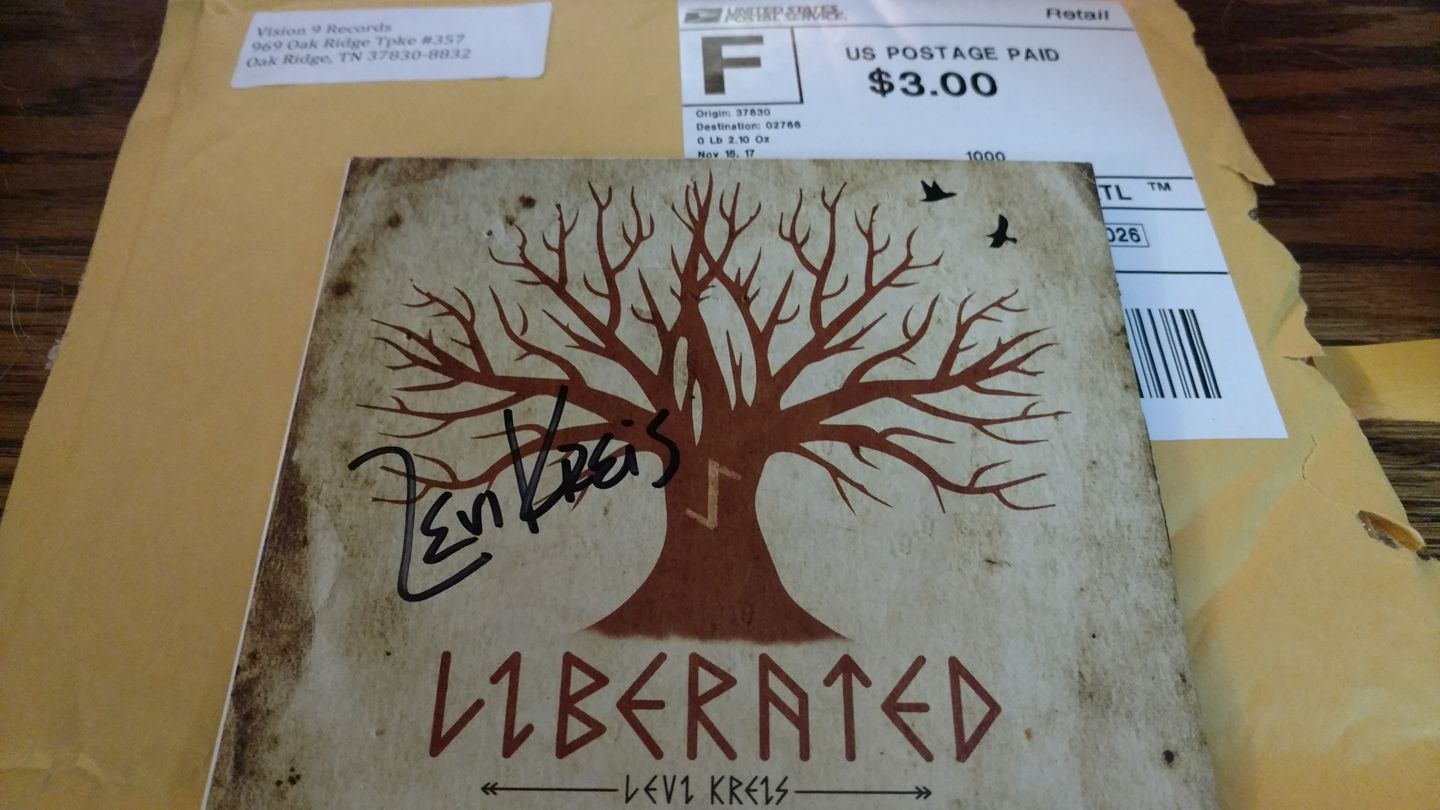 Vision 9 Records
969 Oak Ridge Tpke #357
Oak Ridge, TN 37830-8832
UNITED STATES
POSTAL SERVICE.
Retail
F
US POSTAGE PAID
$3.00
Origin: 37830
Destination: 02766
0 Lb 2.10 Oz
Nov 15, 17
1000
TL ™
026
Levi Kreis
LIBERATED
LEVI KREIS